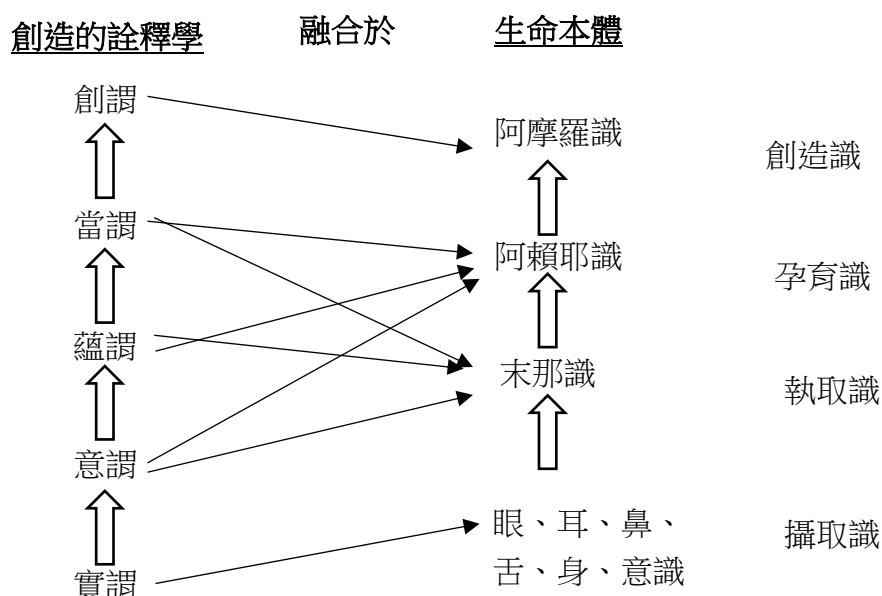 創造的詮釋學 融合於 生命本體
創謂
阿摩羅識 創造識
當謂
阿賴耶識 孕育識
蘊謂
末那識 執取識
意謂
眼、耳、鼻、 攝取識
舌、身、意識
實謂